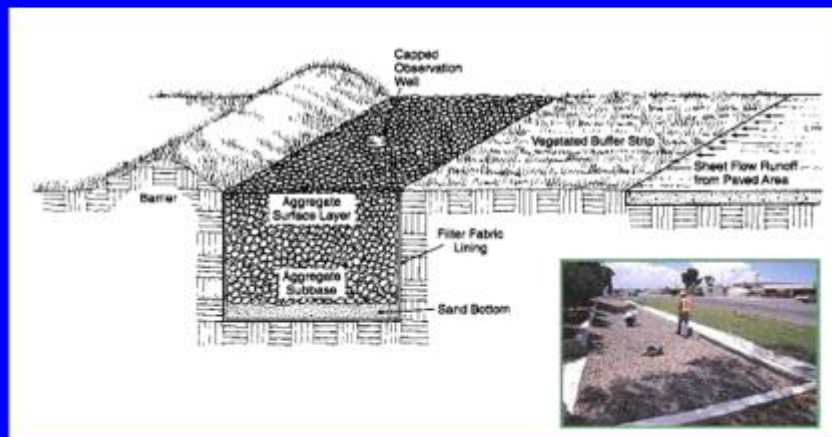 Capped
Observation
Well
Vegetated Buffer Strip
Sheet Flow Runoff
from Paved Area
Barrier
Aggregate
Surface Layer
Filter Fabric
Lining
Aggregate
Subbase
Sand Bottom